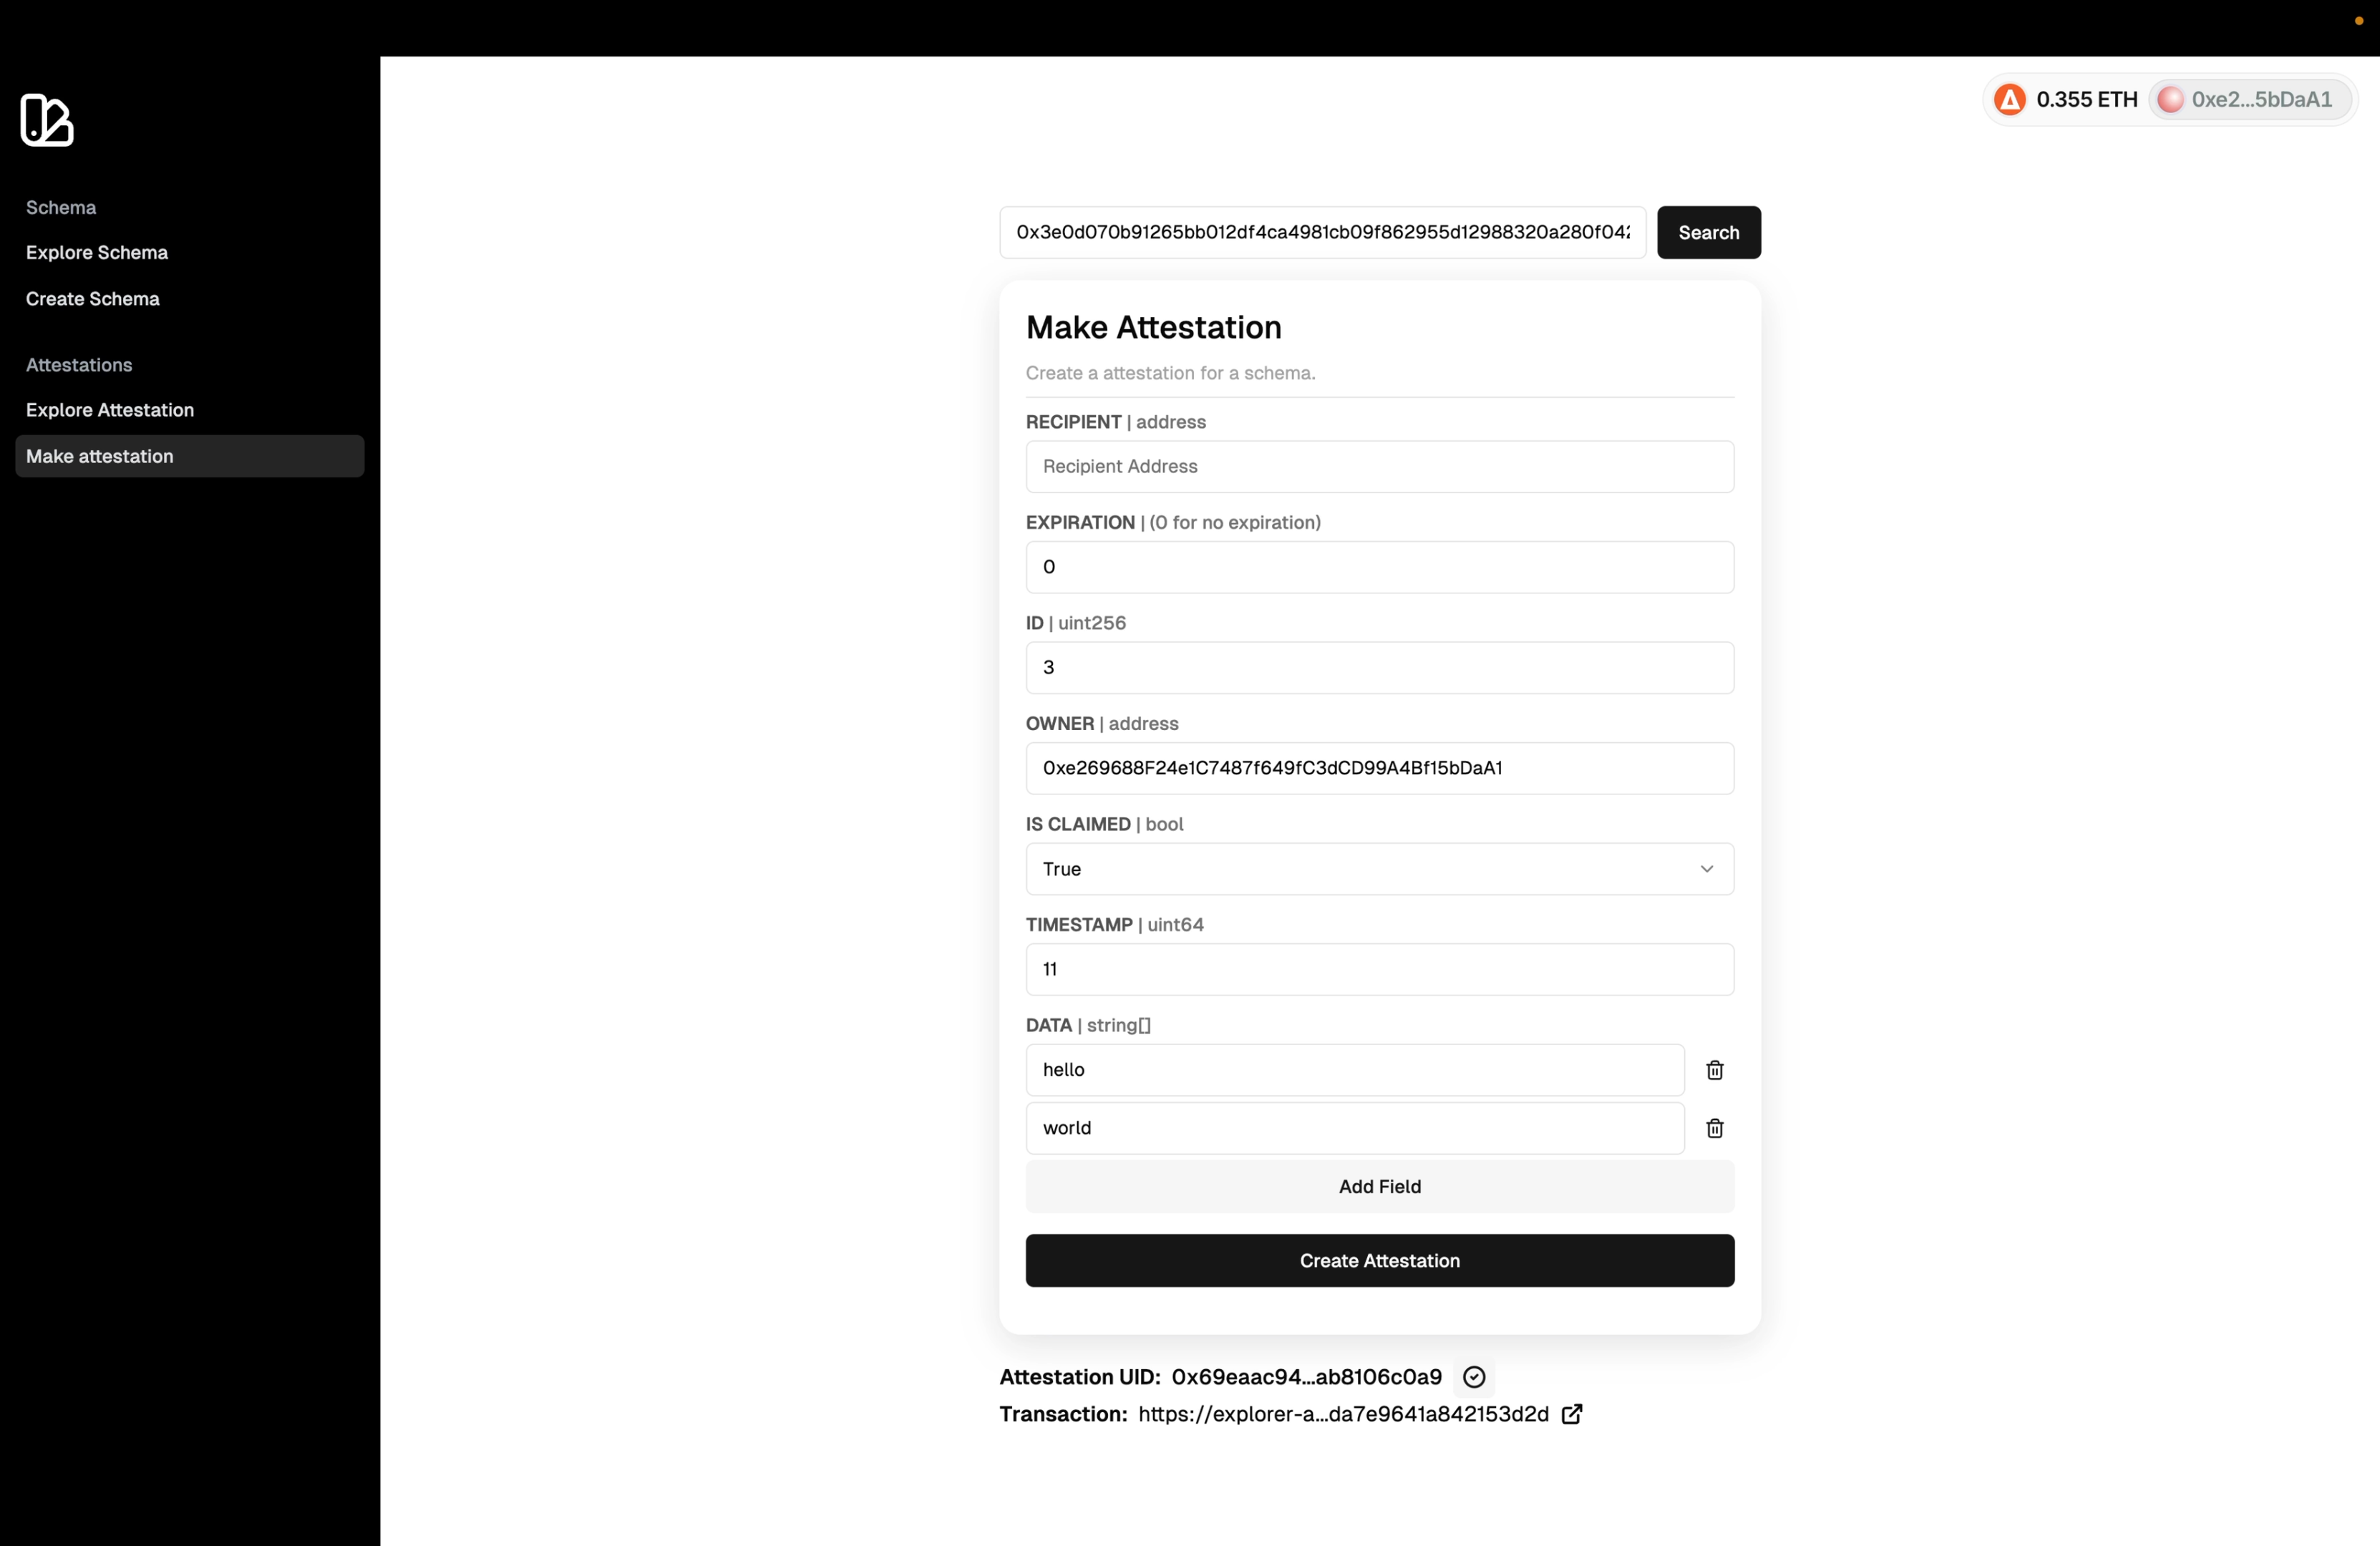 0.355 ETH 0xe2...5bDaA1
Schema
Explore Schema
Create Schema
Attestations
Explore Attestation
Make attestation
0x3e0d070b91265bb012df4ca4981cb09f862955d12988320a280f042 Search
Make Attestation
Create a attestation for a schema.
RECIPIENT | address
Recipient Address
EXPIRATION | (0 for no expiration)
0
ID | uint256
3
OWNER | address
0xe269688F24e1C7487f649fC3dCD99A4Bf15bDaA1
IS CLAIMED | bool
True
TIMESTAMP | uint64
11
DATA | string[]
hello
world
Add Field
Create Attestation
Attestation UID: 0x69eaac94...ab8106c0a9
Transaction: https://explorer-a...da7e9641a842153d2d